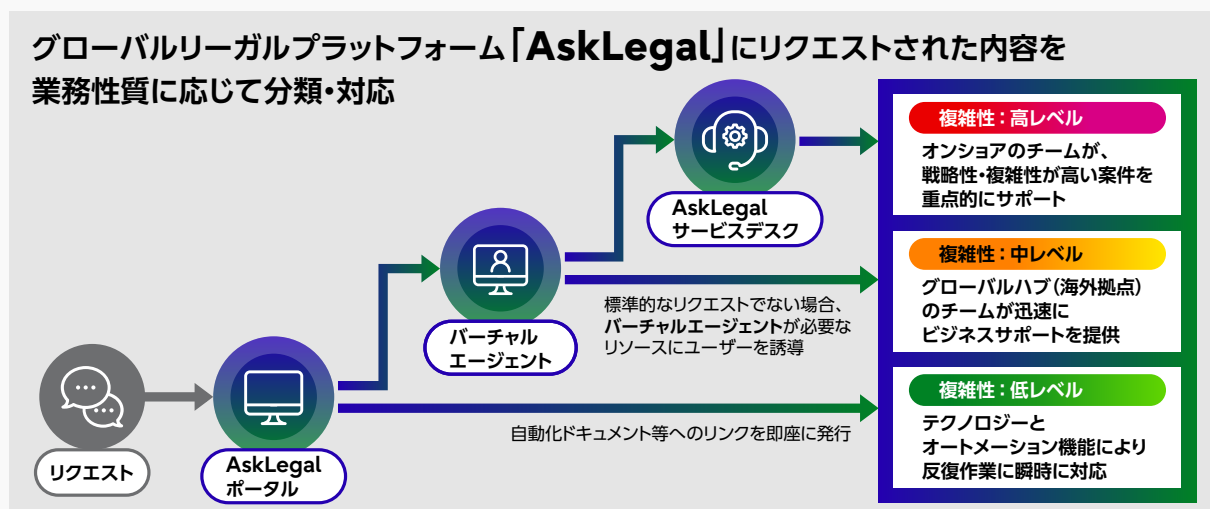 グローバルリーガルプラットフォーム「AskLegal」にリクエストされた内容を
業務性質に応じて分類・対応
リクエスト
AskLegal
ポータル
バーチャル
エージェント
AskLegal
サービスデスク
標準的なリクエストでない場合、
バーチャルエージェントが必要な
リソースにユーザーを誘導
自動化ドキュメント等へのリンクを即座に発行
複雑性：高レベル
オンショアのチームが、
戦略性・複雑性が高い案件を
重点的にサポート
複雑性：中レベル
グローバルハブ（海外拠点）
のチームが迅速に
ビジネスサポートを提供
複雑性：低レベル
テクノロジーと
オートメーション機能により
反復作業に瞬時に対応